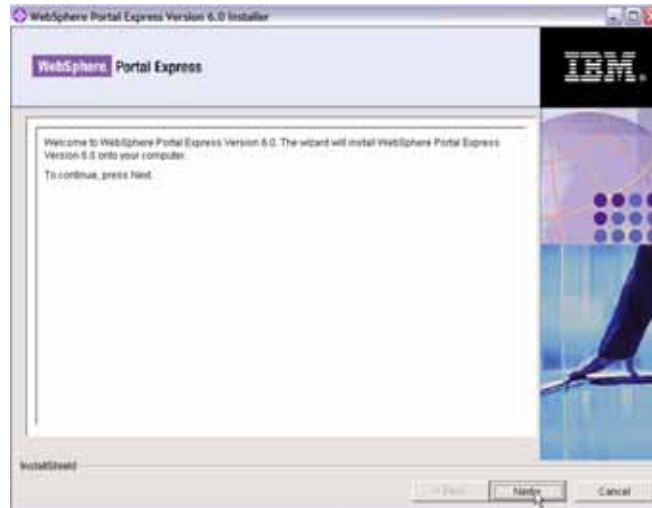 WebSphere Portal Express Version 6.0 Installer
WebSphere. Portal Express
IBM.
Welcome to WebSphere Portal Express Version 6.0. The wizard will install WebSphere Portal Express
Version 6.0 onto your computer.
To continue, press Next.
InstallShield
Next >
Cancel